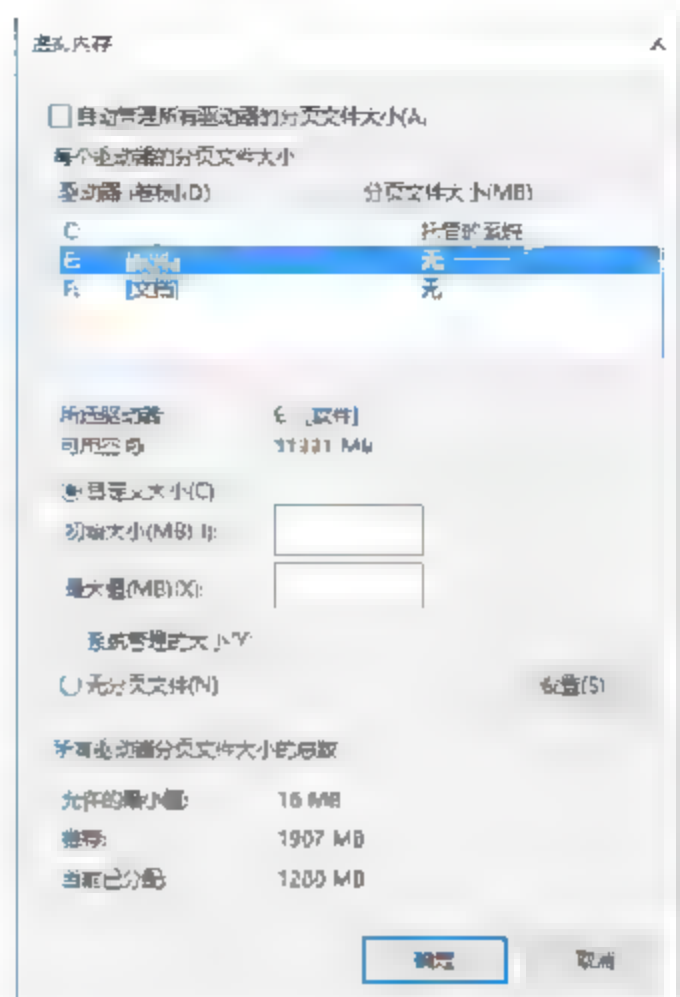 虚拟内存
自动管理所有驱动器的分页文件大小(A)
每个驱动器的分页文件大小
驱动器 [卷标](D) 分页文件大小(MB)
C: 托管的系统
E: 无
F: [文档] 无
所选驱动器: E: [软件]
可用空间: MB
自定义大小(C)
初始大小(MB)(I):
最大值(MB)(X):
系统管理的大小(Y)
无分页文件(N) 设置(S)
所有驱动器分页文件大小的总数
允许的最小值: 16 MB
推荐: 1907 MB
当前已分配: 1280 MB
确定 取消